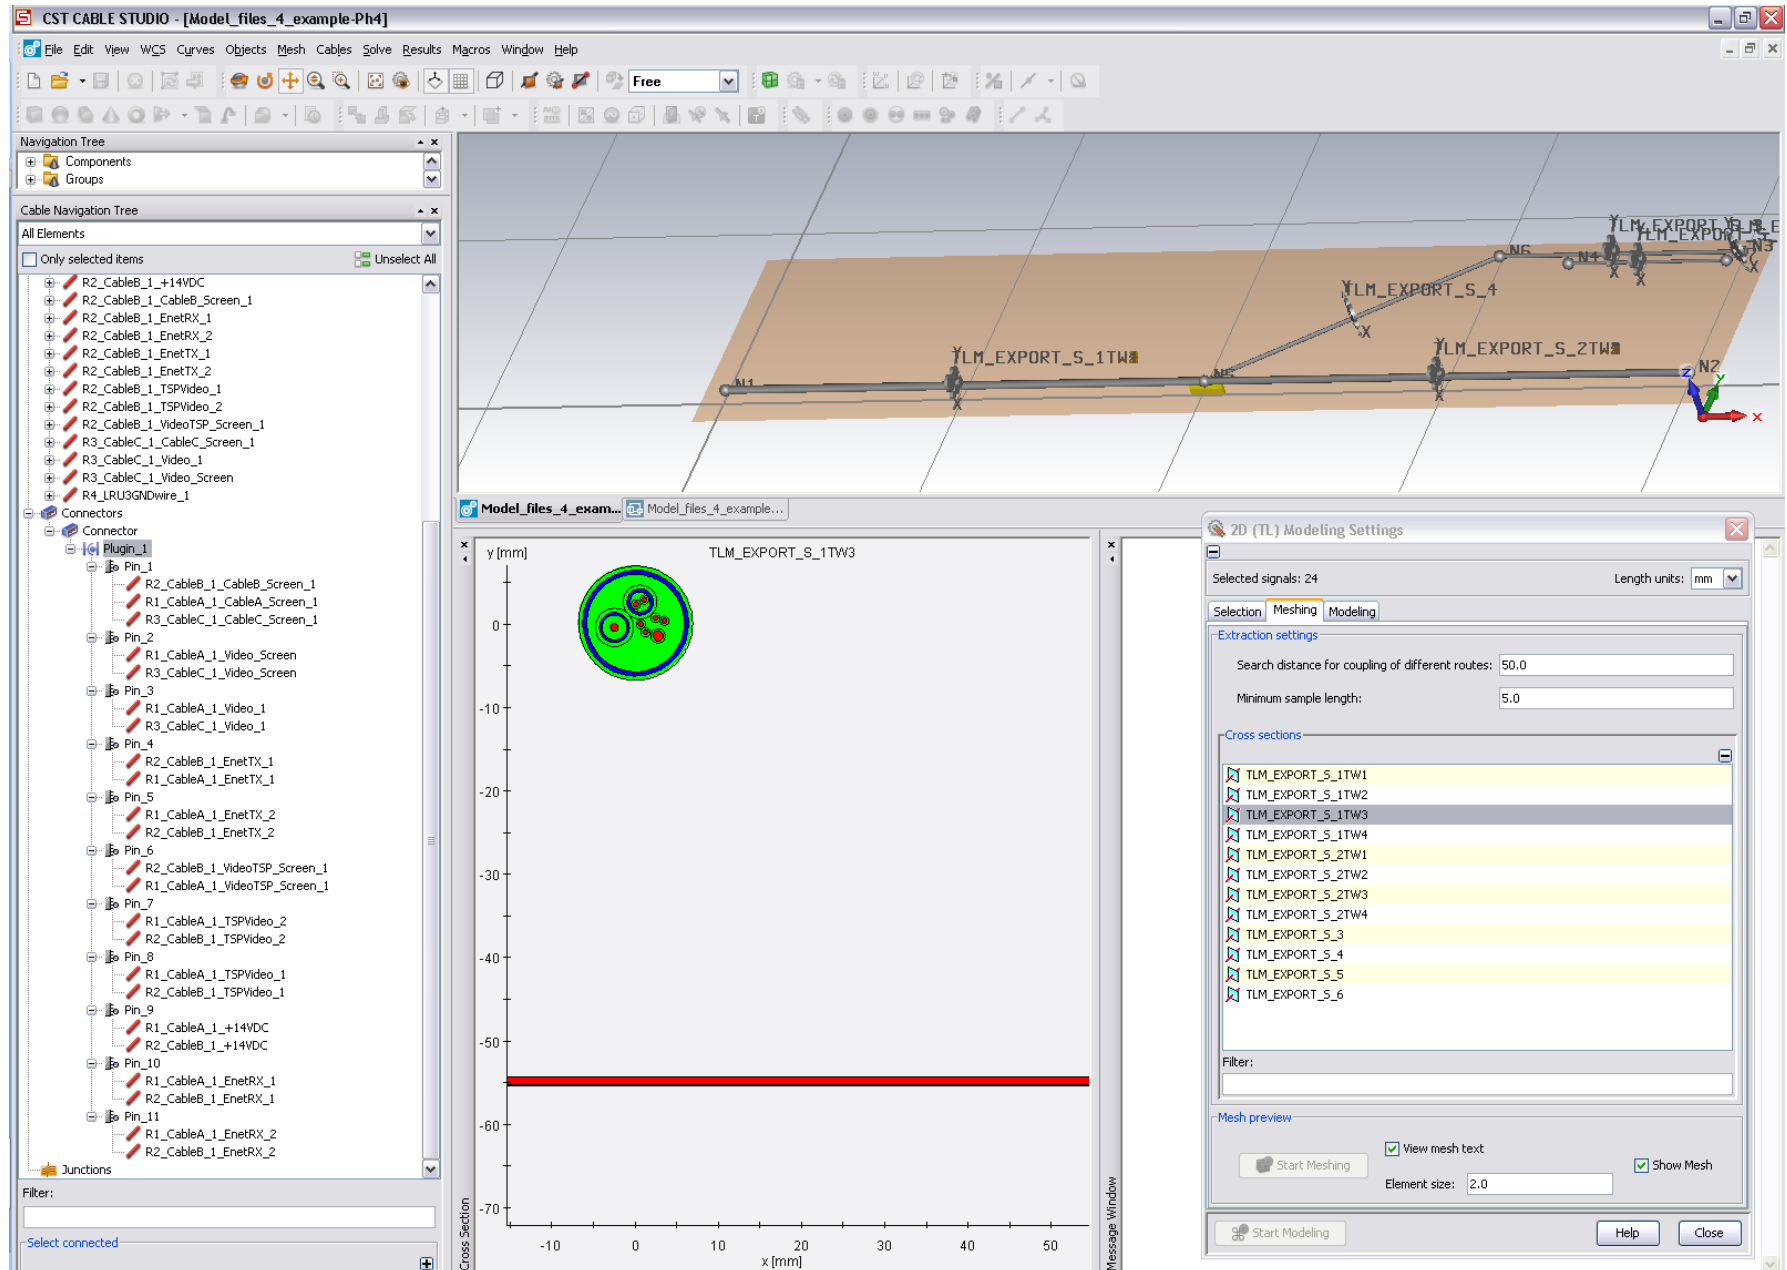 CST CABLE STUDIO - [Model_files_4_example-Ph4]
File Edit View WCS Curves Objects Mesh Cables Solve Results Macros Window Help
Free
Navigation Tree
Components
Groups
Cable Navigation Tree
All Elements
Only selected items
Unselect All
R2_CableB_1_+14VDC
R2_CableB_1_CableB_Screen_1
R2_CableB_1_EnetRX_1
R2_CableB_1_EnetRX_2
R2_CableB_1_EnetTX_1
R2_CableB_1_EnetTX_2
R2_CableB_1_TSPVideo_1
R2_CableB_1_TSPVideo_2
R2_CableB_1_VideoTSP_Screen_1
R3_CableC_1_CableC_Screen_1
R3_CableC_1_Video_1
R3_CableC_1_Video_Screen
R4_LRU3GNDwire_1
Connectors
Connector
Plugin_1
Pin_1
R2_CableB_1_CableB_Screen_1
R1_CableA_1_CableA_Screen_1
R3_CableC_1_CableC_Screen_1
Pin_2
R1_CableA_1_Video_Screen
R3_CableC_1_Video_Screen
Pin_3
R1_CableA_1_Video_1
R3_CableC_1_Video_1
Pin_4
R2_CableB_1_EnetTX_1
R1_CableA_1_EnetTX_1
Pin_5
R1_CableA_1_EnetTX_2
R2_CableB_1_EnetTX_2
Pin_6
R2_CableB_1_VideoTSP_Screen_1
R1_CableA_1_VideoTSP_Screen_1
Pin_7
R1_CableA_1_TSPVideo_2
R2_CableB_1_TSPVideo_2
Pin_8
R1_CableA_1_TSPVideo_1
R2_CableB_1_TSPVideo_1
Pin_9
R1_CableA_1_+14VDC
R2_CableB_1_+14VDC
Pin_10
R1_CableA_1_EnetRX_1
R2_CableB_1_EnetRX_1
Pin_11
R1_CableA_1_EnetRX_2
R2_CableB_1_EnetRX_2
Junctions
Filter:
Select connected
N6
N4
N3
TLM_EXPORT_S_4
X
TLM_EXPORT_S_1TW
TLM_EXPORT_S_2TW
N1
N5
N2
z
y
x
X
X
Model_files_4_exam...
Model_files_4_example...
y [mm]
TLM_EXPORT_S_1TW3
0
-10
-20
-30
-40
-50
-60
-70
-10 0 10 20 30 40 50
x [mm]
Cross Section
Message Window
2D (TL) Modeling Settings
Selected signals: 24
Length units: mm
Selection Meshing Modeling
Extraction settings
Search distance for coupling of different routes: 50.0
Minimum sample length: 5.0
Cross sections
TLM_EXPORT_S_1TW1
TLM_EXPORT_S_1TW2
TLM_EXPORT_S_1TW3
TLM_EXPORT_S_1TW4
TLM_EXPORT_S_2TW1
TLM_EXPORT_S_2TW2
TLM_EXPORT_S_2TW3
TLM_EXPORT_S_2TW4
TLM_EXPORT_S_3
TLM_EXPORT_S_4
TLM_EXPORT_S_5
TLM_EXPORT_S_6
Filter:
Mesh preview
Start Meshing
View mesh text
Show Mesh
Element size: 2.0
Start Modeling
Help
Close